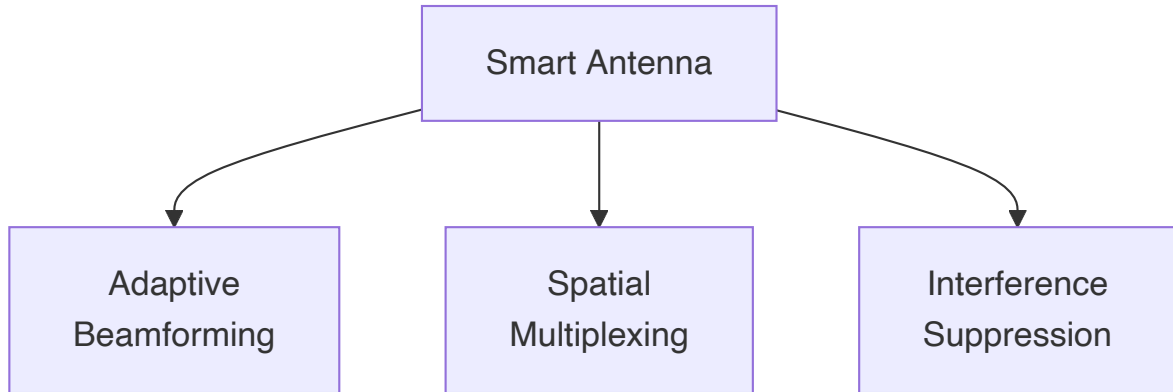 Smart Antenna
Adaptive
Beamforming
Spatial
Multiplexing
Interference
Suppression